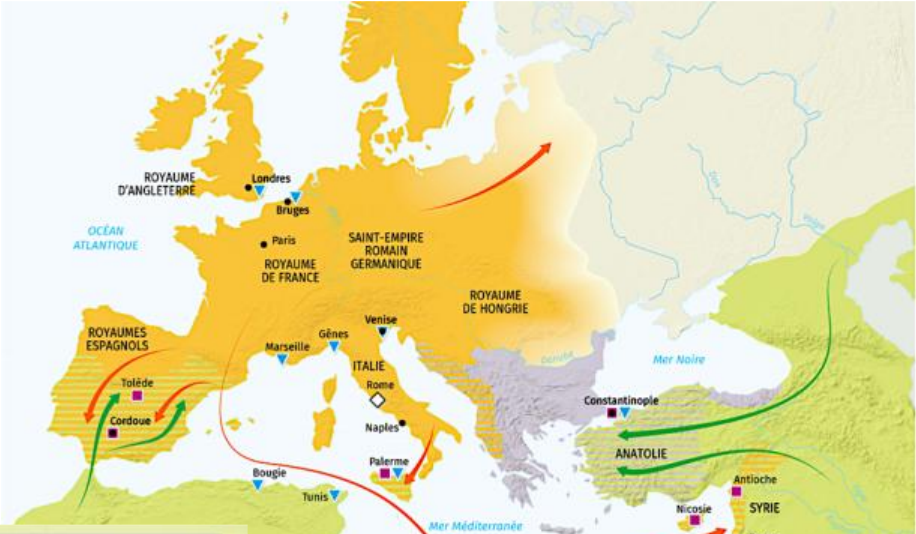 ROYAUME
D'ANGLETERRE
Londres
Bruges
OCÉAN
ATLANTIQUE
Paris
SAINT-EMPIRE
ROMAIN
GERMANIQUE
ROYAUME
DE FRANCE
ROYAUME
DE HONGRIE
ROYAUMES
ESPAGNOLS
Venise
Gênes
Marseille
ITALIE
Danube
Mer Noire
Tolède
Rome
Constantinople
Cordoue
Naples
ANATOLIE
Palerme
Bougie
Tunis
Antioche
Nicosie
SYRIE
Mer Méditerranée